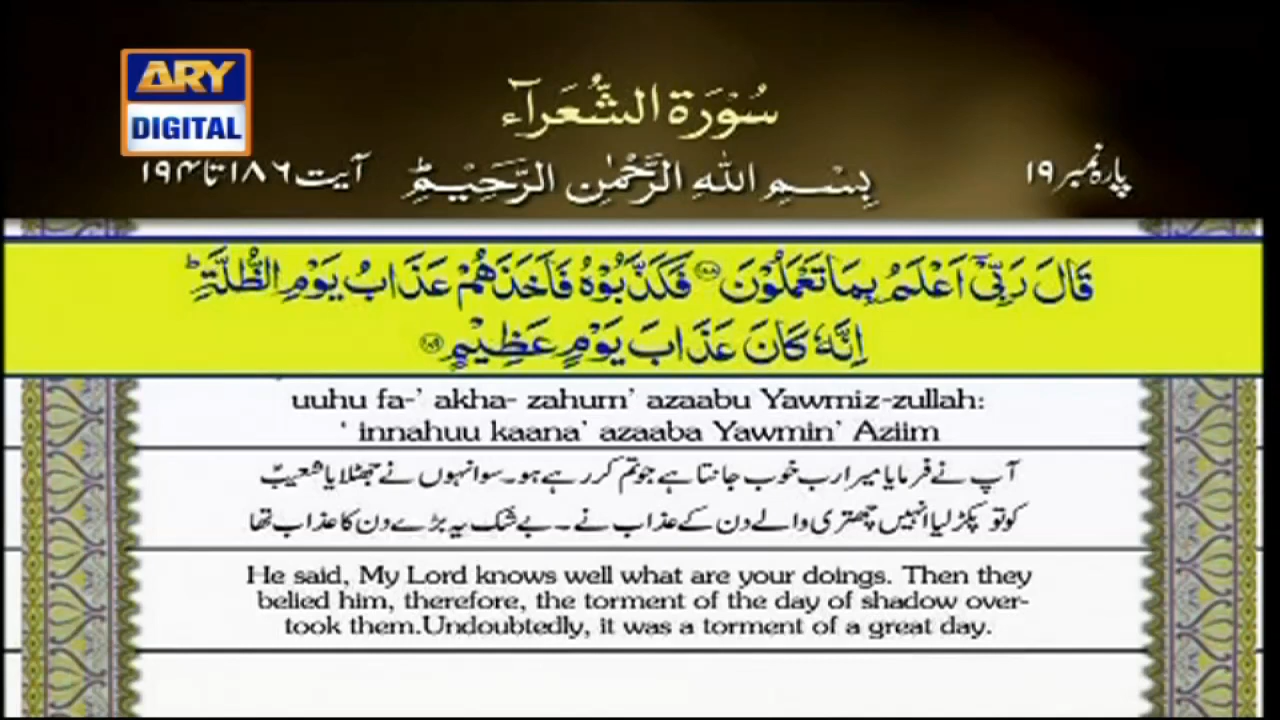 ARY
DIGITAL
سُوْرَۃُ الشُّعَرَآء
پارہ نمبر ۱۹
بِسْمِ اللهِ الرَّحْمٰنِ الرَّحِيْمِ
آیت ۱۸۶ تا ۱۹۴
قَالَ رَبِّيْٓ اَعْلَمُ بِمَا تَعْمَلُوْنَ ۝۱۸۸ فَكَذَّبُوْهُ فَاَخَذَهُمْ عَذَابُ يَوْمِ الظُّلَّةِ ؕ
اِنَّهٗ كَانَ عَذَابَ يَوْمٍ عَظِيْمٍ ۝۱۸۹
uuhu fa-’ akha- zahum’ azaabu Yawmiz-zullah:
‘ innahuu kaana’ azaaba Yawmin’ Aziim
آپ نے فرمایا میرا رب خوب جانتا ہے جو تم کر رہے ہو۔ سو انہوں نے جھٹلایا شعیبؑ
کو تو پکڑ لیا انہیں چھتری والے دن کے عذاب نے ۔ بے شک یہ بڑے دن کا عذاب تھا
He said, My Lord knows well what are your doings. Then they
belied him, therefore, the torment of the day of shadow over-
took them.Undoubtedly, it was a torment of a great day.